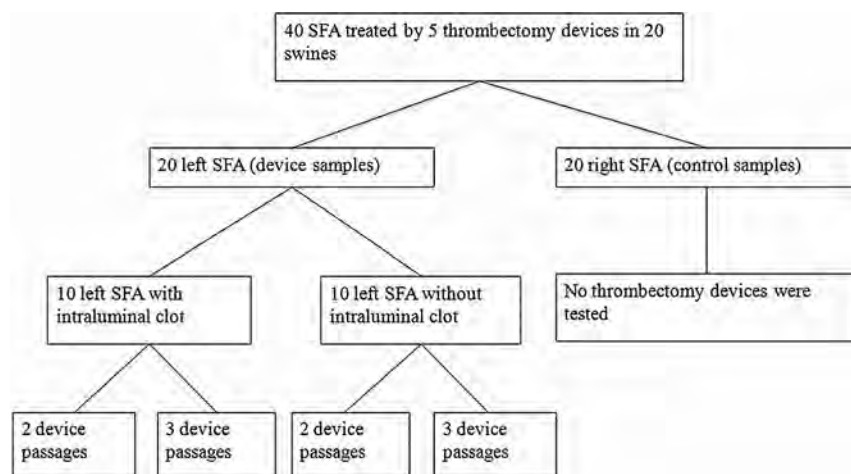 40 SFA treated by 5 thrombectomy devices in 20
swines
20 left SFA (device samples)
20 right SFA (control samples)
10 left SFA with
intraluminal clot
10 left SFA without
intraluminal clot
No thrombectomy devices were
tested
2 device
passages
3 device
passages
2 device
passages
3 device
passages